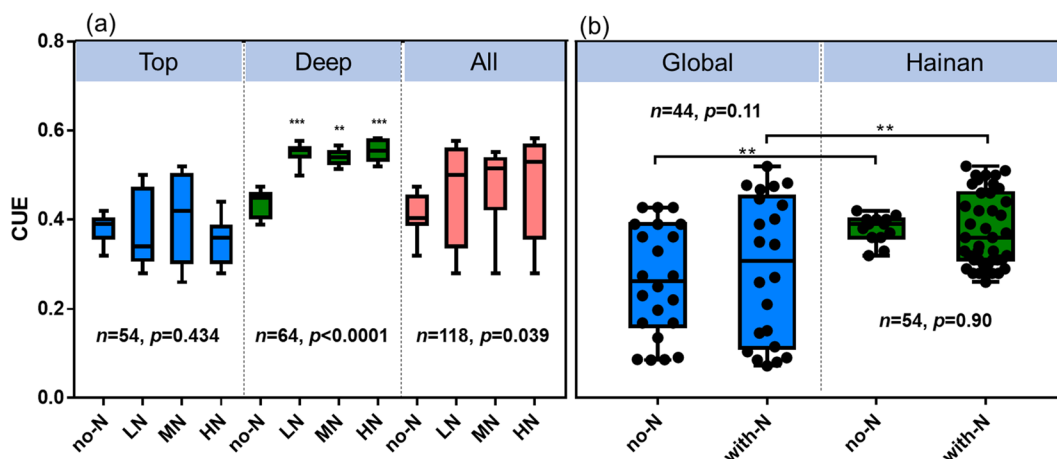 (a)
Top Deep All
CUE
0.8
0.6
0.4
0.2
0.0
*** ** ***
n=54, p=0.434 n=64, p<0.0001 n=118, p=0.039
no-N LN MN HN no-N LN MN HN no-N LN MN HN
(b)
Global Hainan
n=44, p=0.11
**
**
n=54, p=0.90
no-N with-N no-N with-N